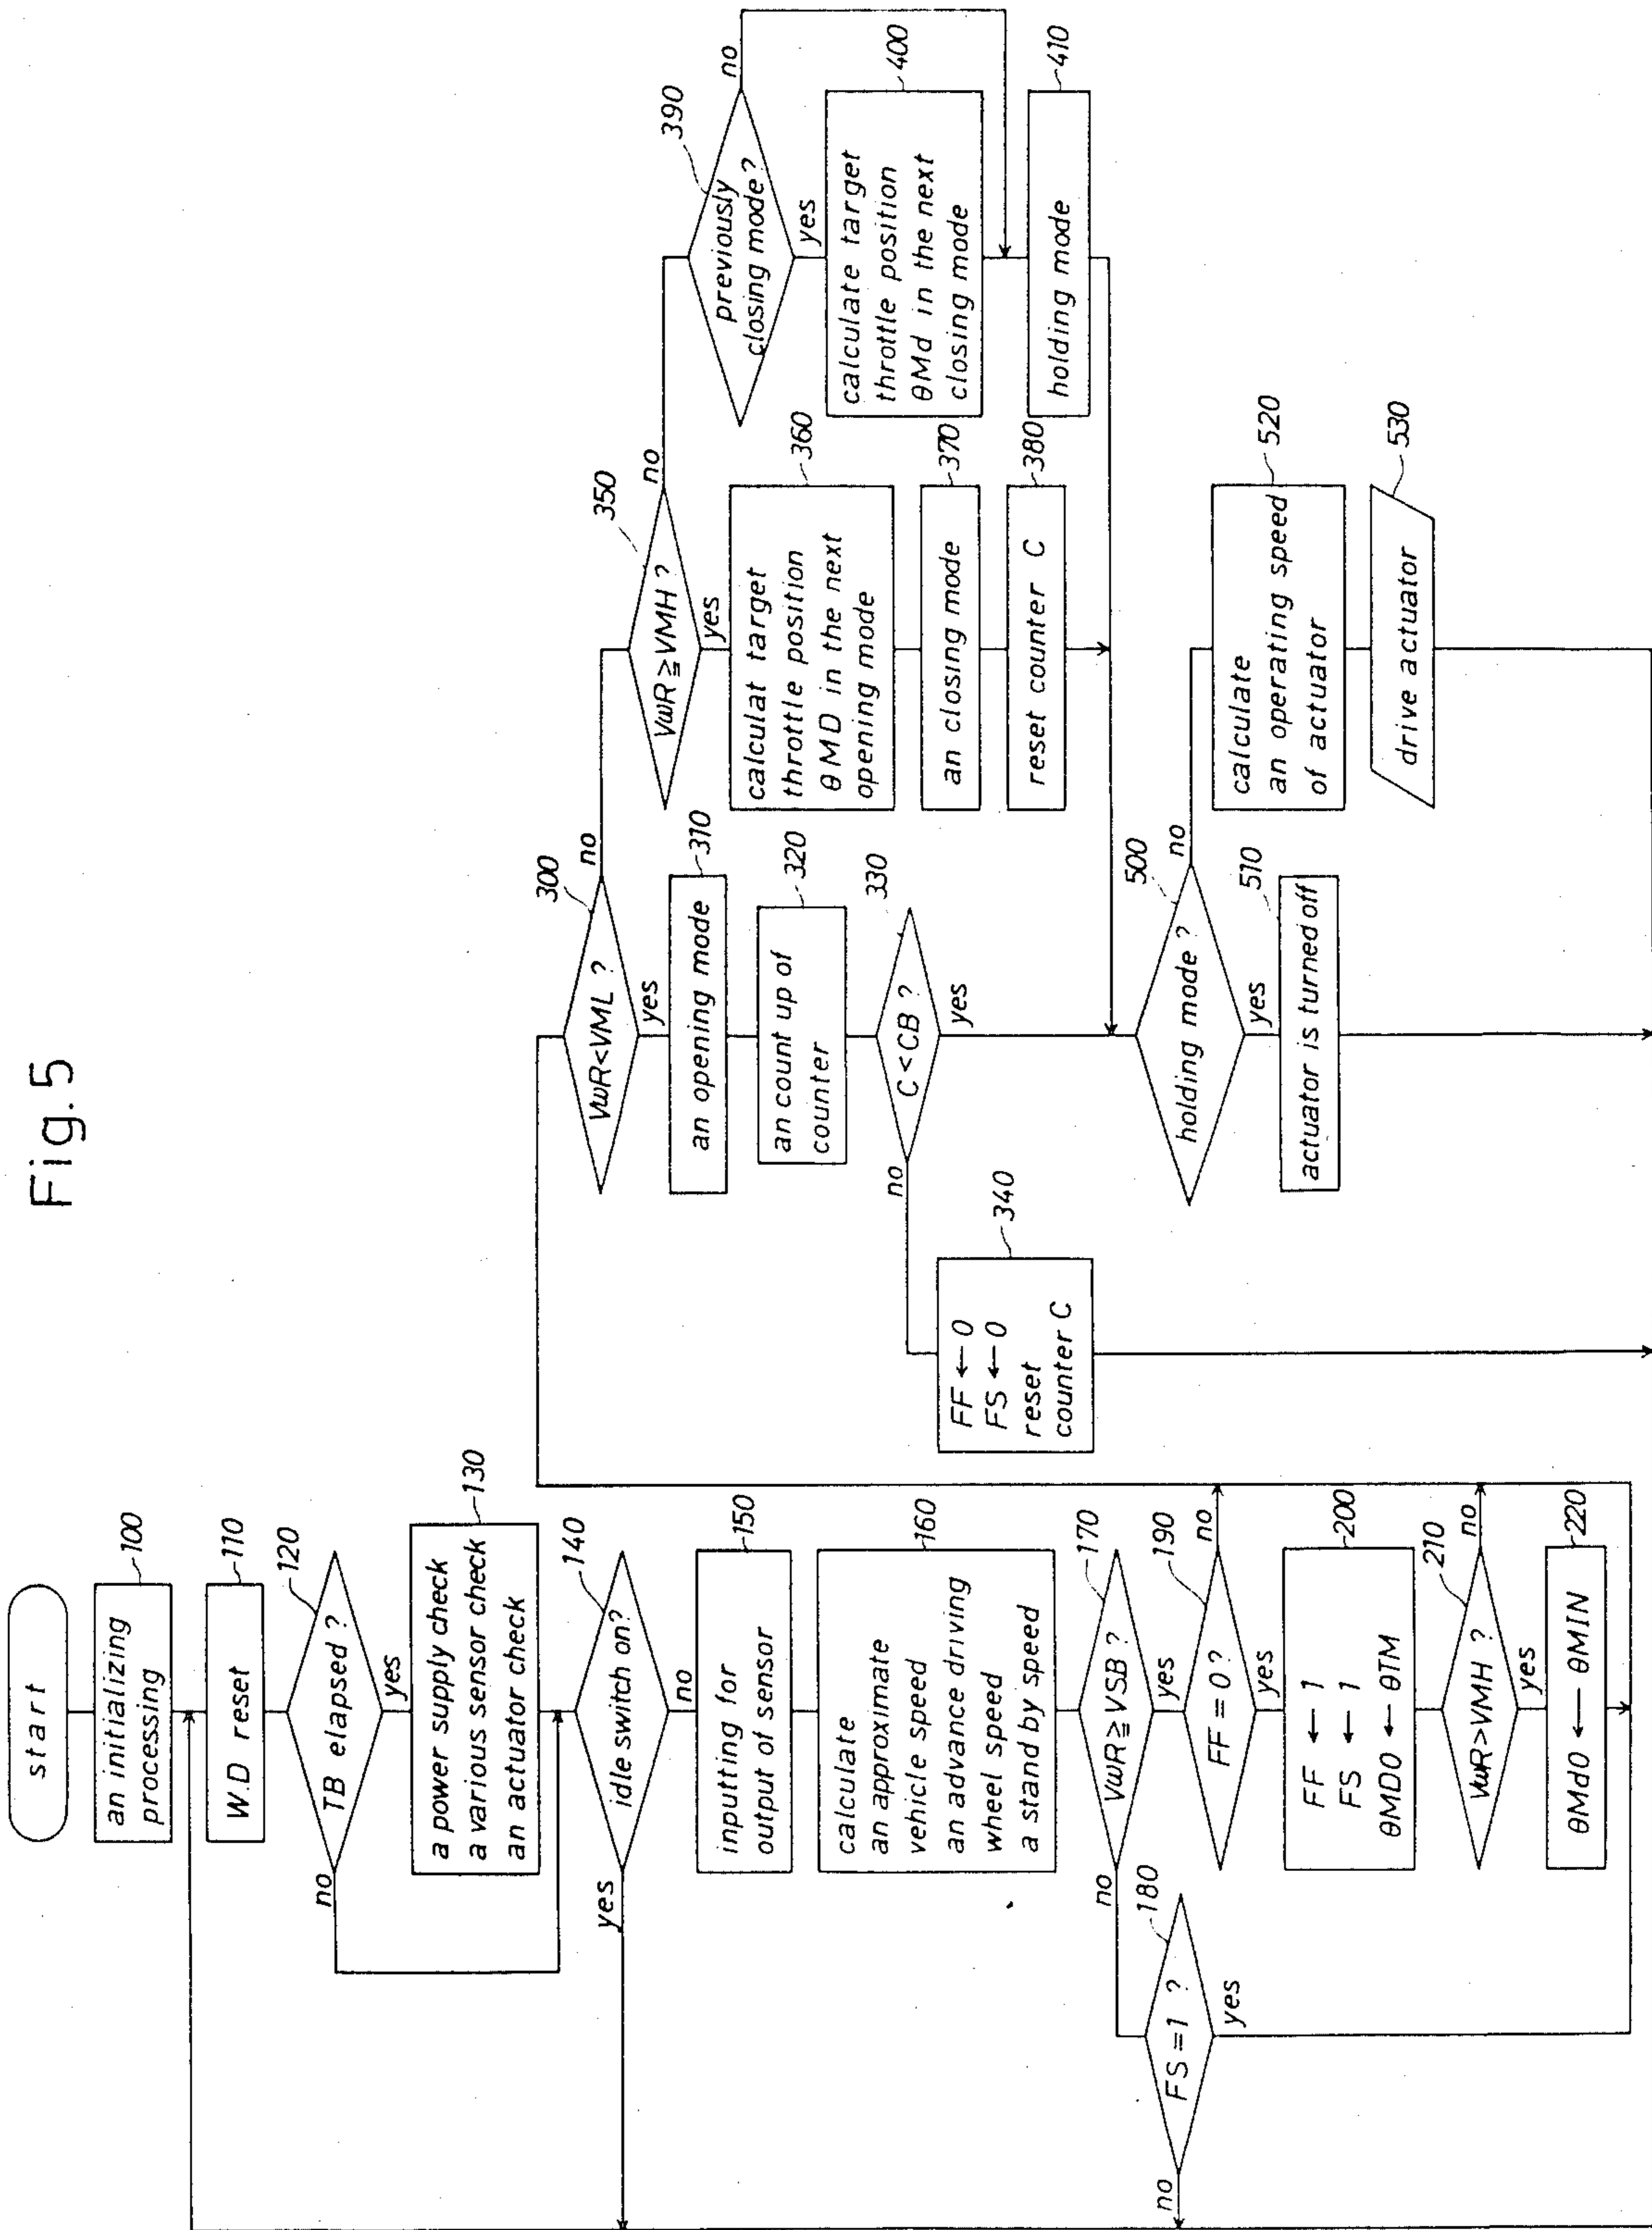 Fig. 5
start
an initializing
processing
100
W.D reset
110
TB elapsed ?
120
no
yes
a power supply check
a various sensor check
an actuator check
130
idle switch on?
140
yes
no
inputting for
output of sensor
150
calculate
an approximate
vehicle speed
an advance driving
wheel speed
a stand by speed
160
VwR≧VSB ?
170
no
yes
FS=1 ?
180
no
yes
FF=0 ?
190
no
yes
FF ← 1
FS ← 1
θMDO ← θTM
200
VwR>VMH ?
210
no
yes
θMdO ← θMIN
220
VwR<VML ?
300
no
yes
an opening mode
310
an count up of
counter
320
C<CB ?
330
no
yes
FF ← 0
FS ← 0
reset
counter C
340
VwR≧VMH ?
350
no
yes
calculat target
throttle position
θMD in the next
opening mode
360
an closing mode
370
reset counter C
380
previously
closing mode ?
390
no
yes
calculate target
throttle position
θMd in the next
closing mode
400
holding mode
410
holding mode ?
500
no
yes
actuator is turned off
510
calculate
an operating speed
of actuator
520
drive actuator
530